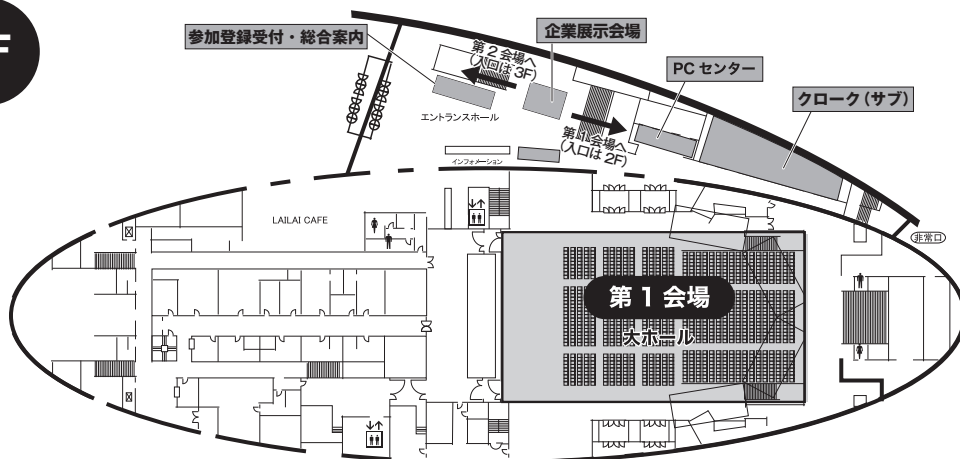 F
参加登録受付・総合案内
企業展示会場
第2会場へ
(入口は3F)
PCセンター
クローク(サブ)
エントランスホール
第1会場へ
(入口は2F)
インフォメーション
LAILAI CAFE
非常口
第1会場
大ホール